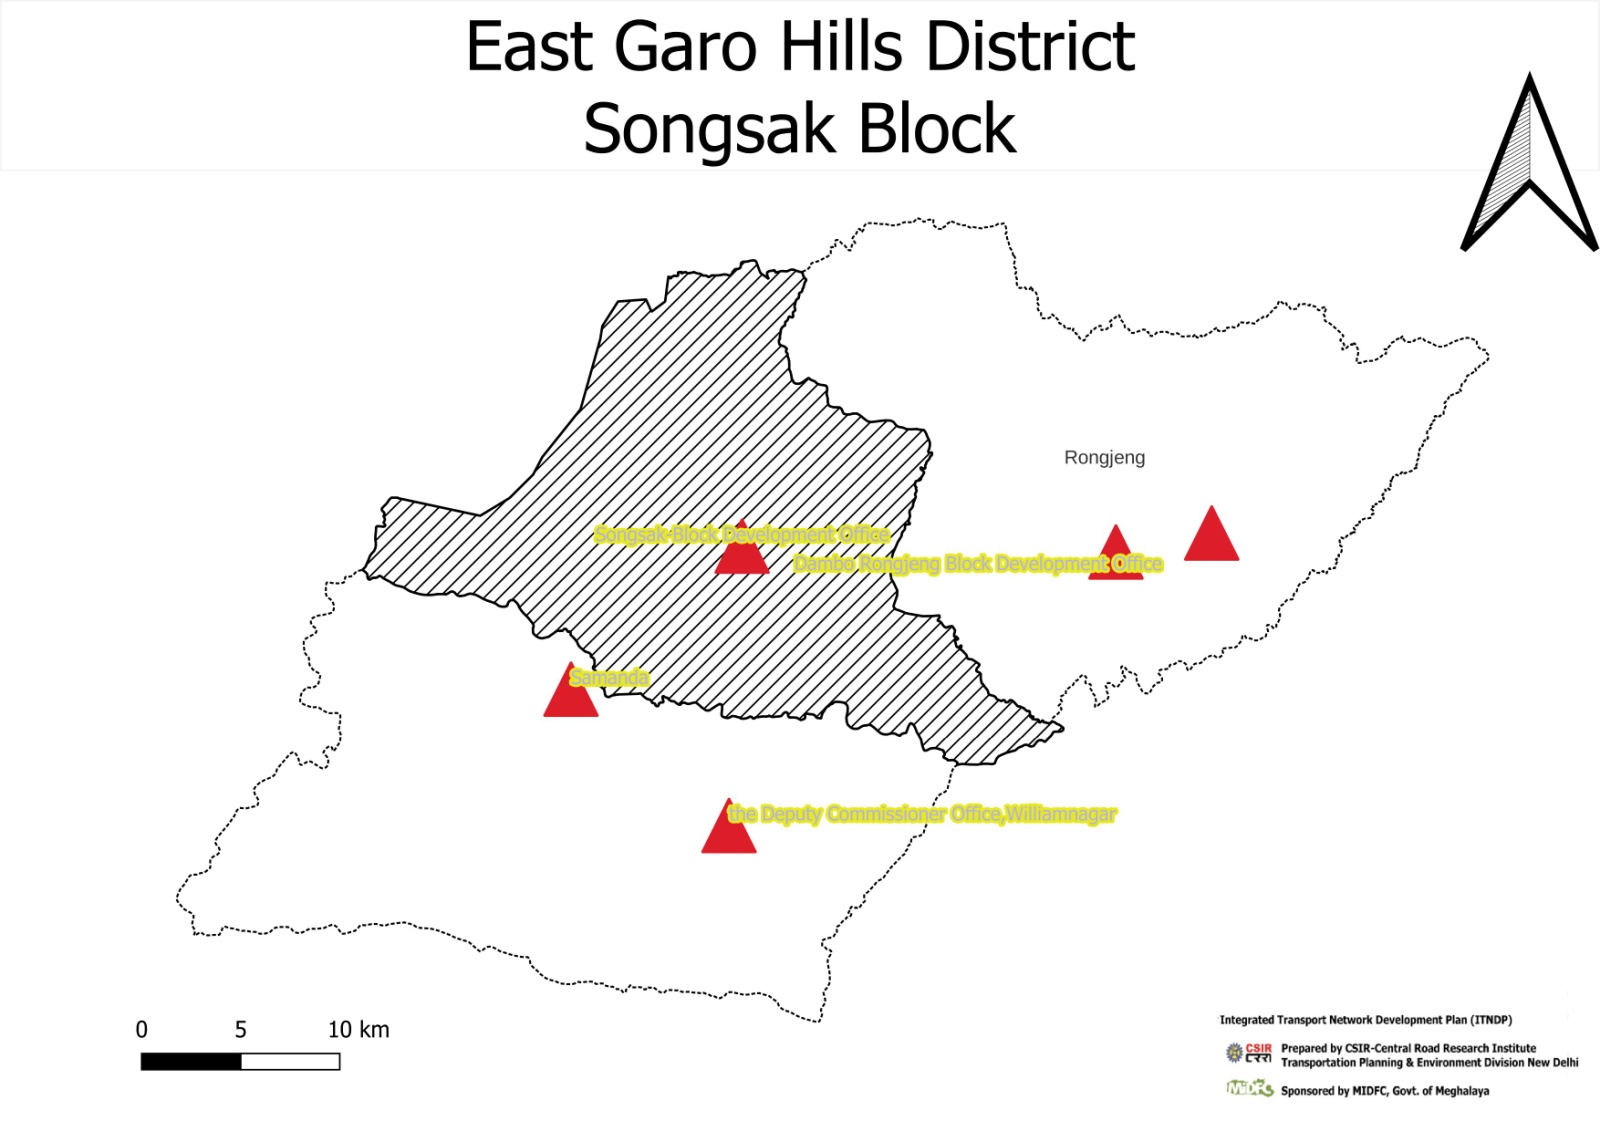 East Garo Hills District
Songsak Block
Rongjeng
Songsak Block Development Office
Dambo Rongjeng Block Development Office
Samanda
the Deputy Commissioner Office,Williamnagar
0 5 10 km
Integrated Transport Network Development Plan (ITNDP)
CSIR
Prepared by CSIR-Central Road Research Institute
Transportation Planning & Environment Division New Delhi
MIDFC
Sponsored by MIDFC, Govt. of Meghalaya